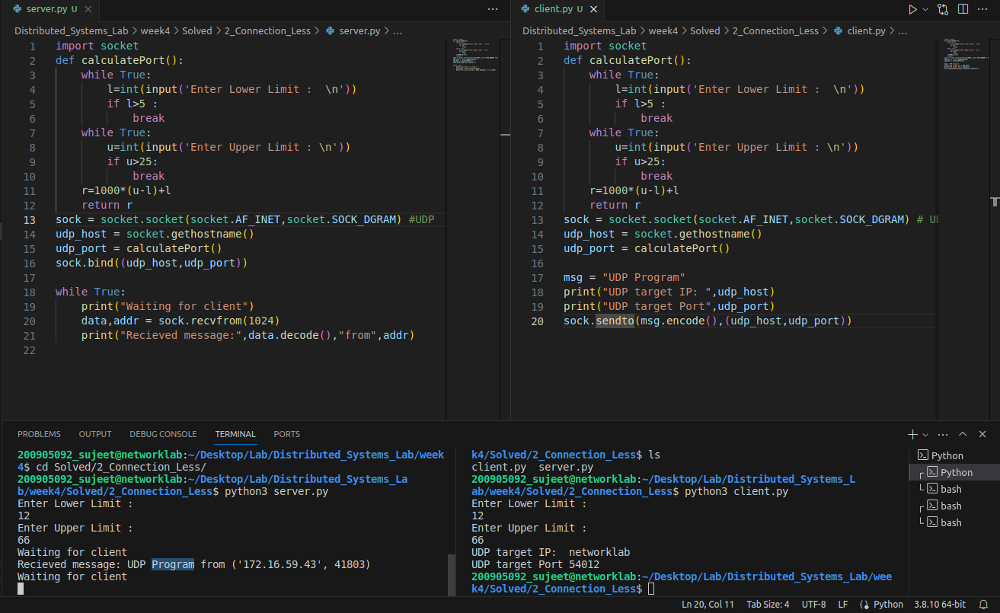 server.py U
Distributed_Systems_Lab > week4 > Solved > 2_Connection_Less > server.py > ...
1 import socket
2 def calculatePort():
3 while True:
4 l=int(input('Enter Lower Limit :  \n'))
5 if l>5 :
6 break
7 while True:
8 u=int(input('Enter Upper Limit : \n'))
9 if u>25:
10 break
11 r=1000*(u-l)+l
12 return r
13 sock = socket.socket(socket.AF_INET,socket.SOCK_DGRAM) #UDP
14 udp_host = socket.gethostname()
15 udp_port = calculatePort()
16 sock.bind((udp_host,udp_port))
17
18 while True:
19 print("Waiting for client")
20 data,addr = sock.recvfrom(1024)
21 print("Recieved message:",data.decode(),"from",addr)
22
client.py U
Distributed_Systems_Lab > week4 > Solved > 2_Connection_Less > client.py > ...
1 import socket
2 def calculatePort():
3 while True:
4 l=int(input('Enter Lower Limit :  \n'))
5 if l>5 :
6 break
7 while True:
8 u=int(input('Enter Upper Limit : \n'))
9 if u>25:
10 break
11 r=1000*(u-l)+l
12 return r
13 sock = socket.socket(socket.AF_INET,socket.SOCK_DGRAM) #
14 udp_host = socket.gethostname()
15 udp_port = calculatePort()
16
17 msg = "UDP Program"
18 print("UDP target IP: ",udp_host)
19 print("UDP target Port",udp_port)
20 sock.sendto(msg.encode(),(udp_host,udp_port))
PROBLEMS OUTPUT DEBUG CONSOLE TERMINAL PORTS
200905092_sujeet@networklab:~/Desktop/Lab/Distributed_Systems_Lab/week
4$ cd Solved/2_Connection_Less/
200905092_sujeet@networklab:~/Desktop/Lab/Distributed_Systems_La
b/week4/Solved/2_Connection_Less$ python3 server.py
Enter Lower Limit :
12
Enter Upper Limit :
66
Waiting for client
Recieved message: UDP Program from ('172.16.59.43', 41803)
Waiting for client
k4/Solved/2_Connection_Less$ ls
client.py  server.py
200905092_sujeet@networklab:~/Desktop/Lab/Distributed_Systems_L
ab/week4/Solved/2_Connection_Less$ python3 client.py
Enter Lower Limit :
12
Enter Upper Limit :
66
UDP target IP:  networklab
UDP target Port 54012
200905092_sujeet@networklab:~/Desktop/Lab/Distributed_Systems_Lab/wee
k4/Solved/2_Connection_Less$
Python
Python
bash
bash
bash
Ln 20, Col 11 Tab Size: 4 UTF-8 LF Python 3.8.10 64-bit